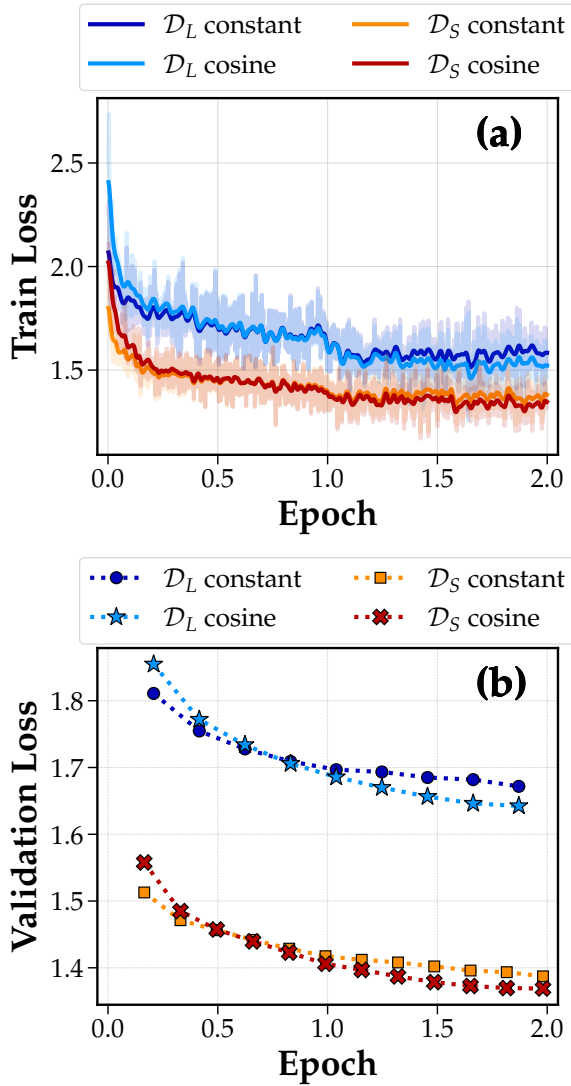 𝒟_L constant 𝒟_S constant
𝒟_L cosine 𝒟_S cosine
(a)
Train Loss
2.5
2.0
1.5
0.0 0.5 1.0 1.5 2.0
Epoch
𝒟_L constant 𝒟_S constant
𝒟_L cosine 𝒟_S cosine
(b)
Validation Loss
1.8
1.7
1.6
1.5
1.4
0.0 0.5 1.0 1.5 2.0
Epoch